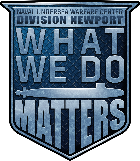 NAVAL UNDERSEA WARFARE CENTER
DIVISION NEWPORT
WHAT
WE DO
MATTERS